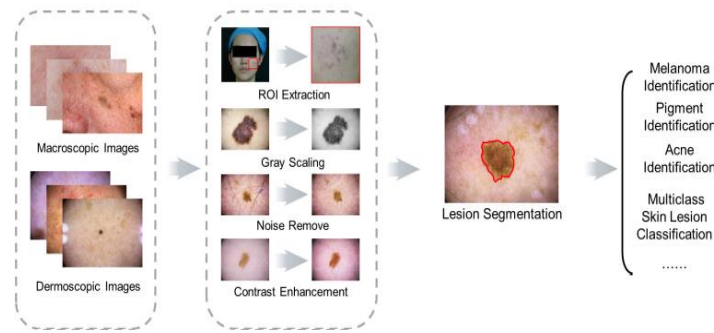 Macroscopic Images
Dermoscopic Images
ROI Extraction
Gray Scaling
Noise Remove
Contrast Enhancement
Lesion Segmentation
Melanoma
Identification
Pigment
Identification
Acne
Identification
Multiclass
Skin Lesion
Classification
......